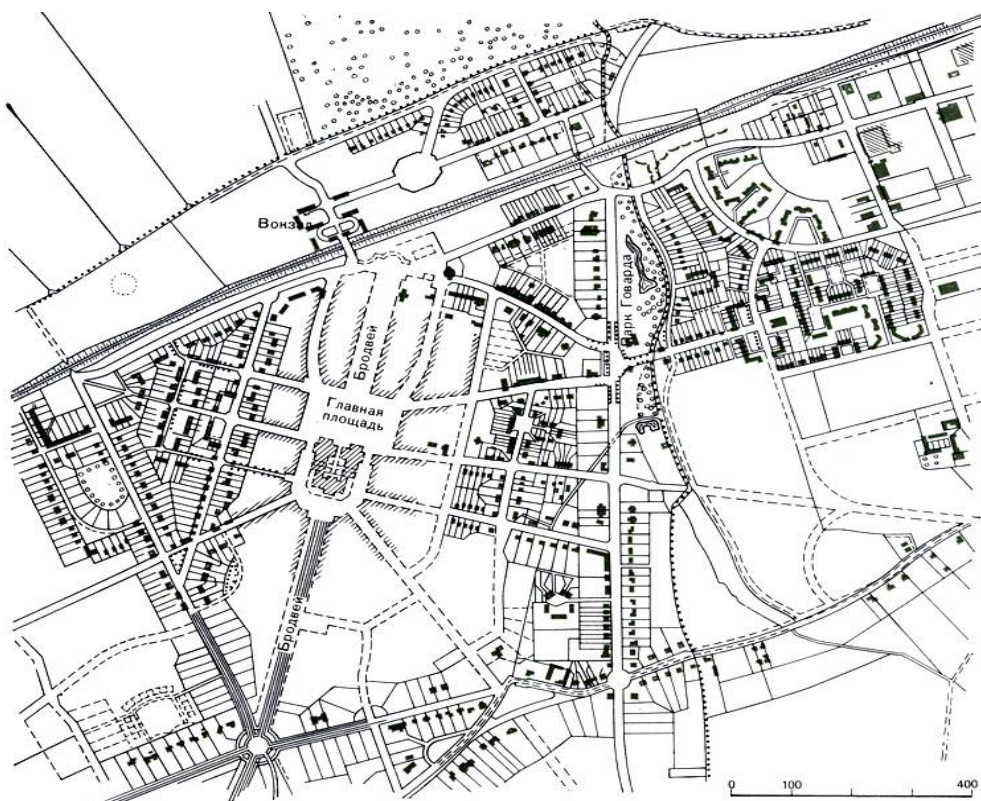 Вокзал
Парк Говарда
Бродвей
Главная
площадь
Бродвей
0 100 400